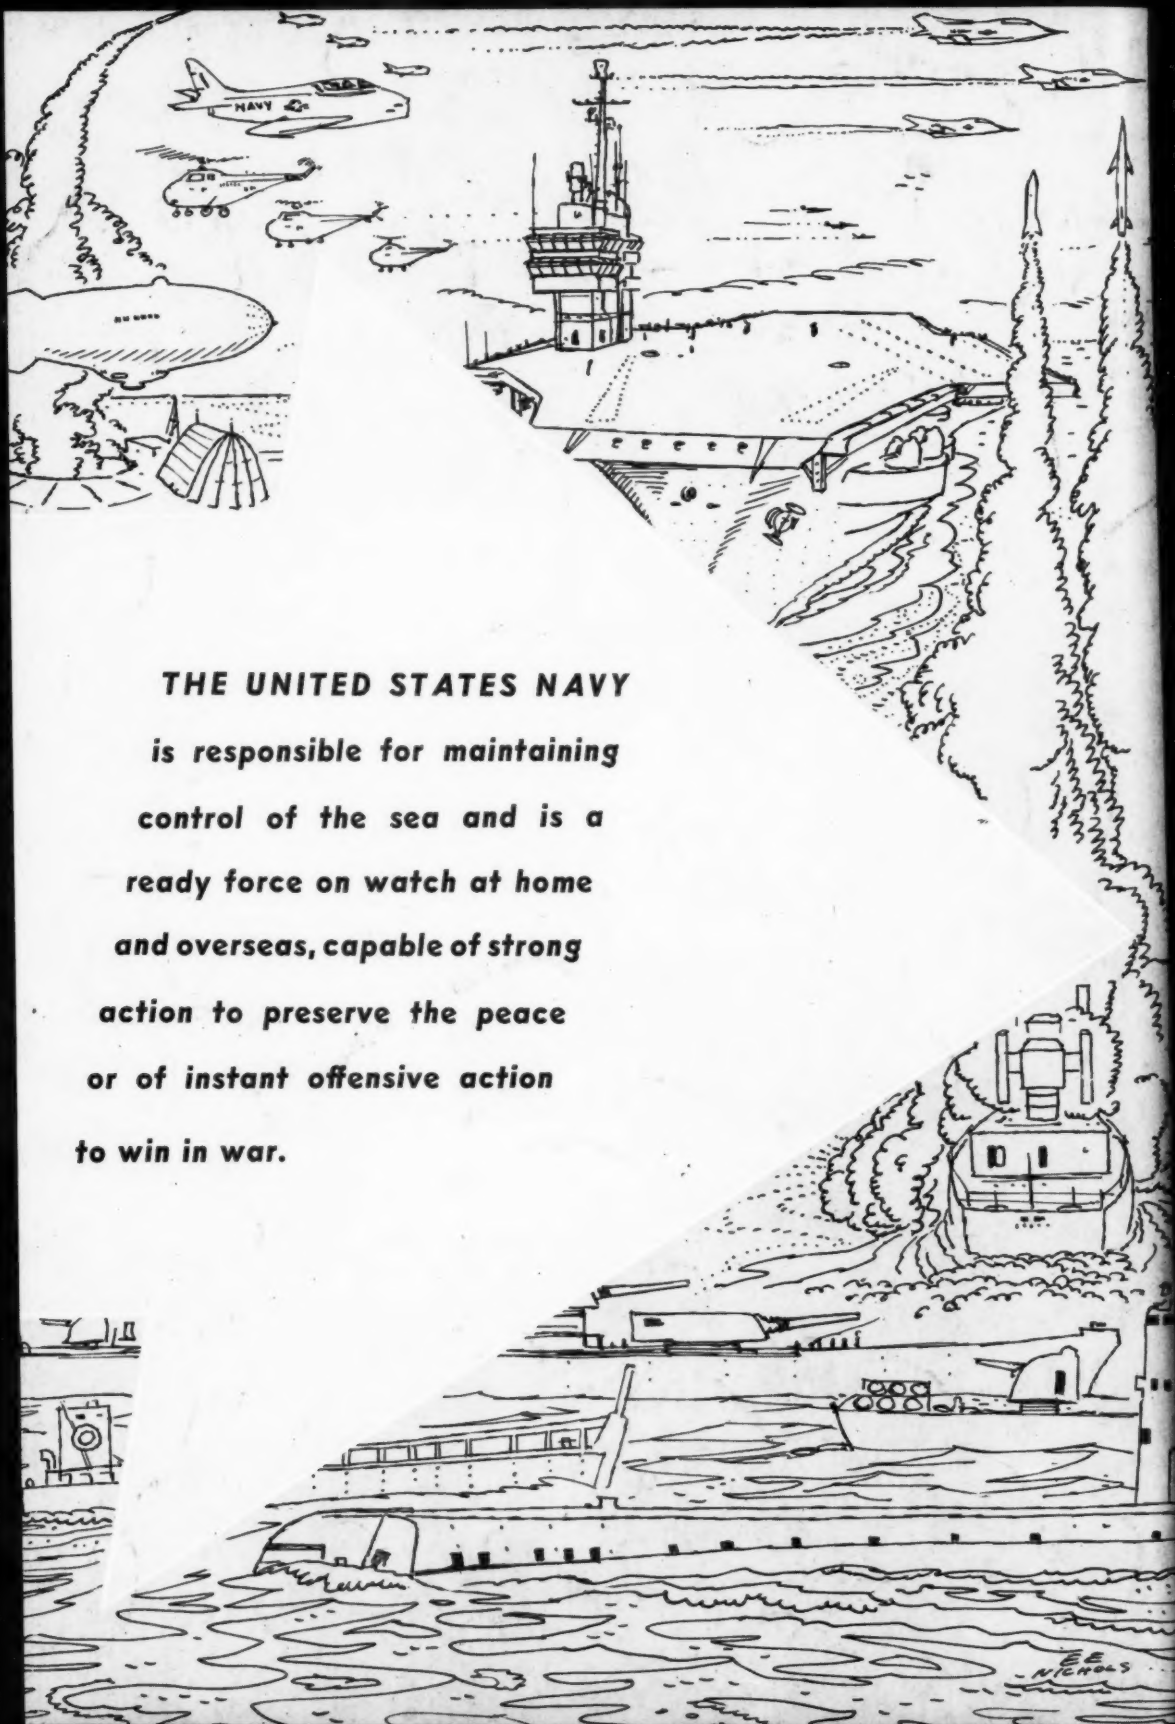 NAVY
THE UNITED STATES NAVY
is responsible for maintaining
control of the sea and is a
ready force on watch at home
and overseas, capable of strong
action to preserve the peace
or of instant offensive action
to win in war.
EE
NICHOLS